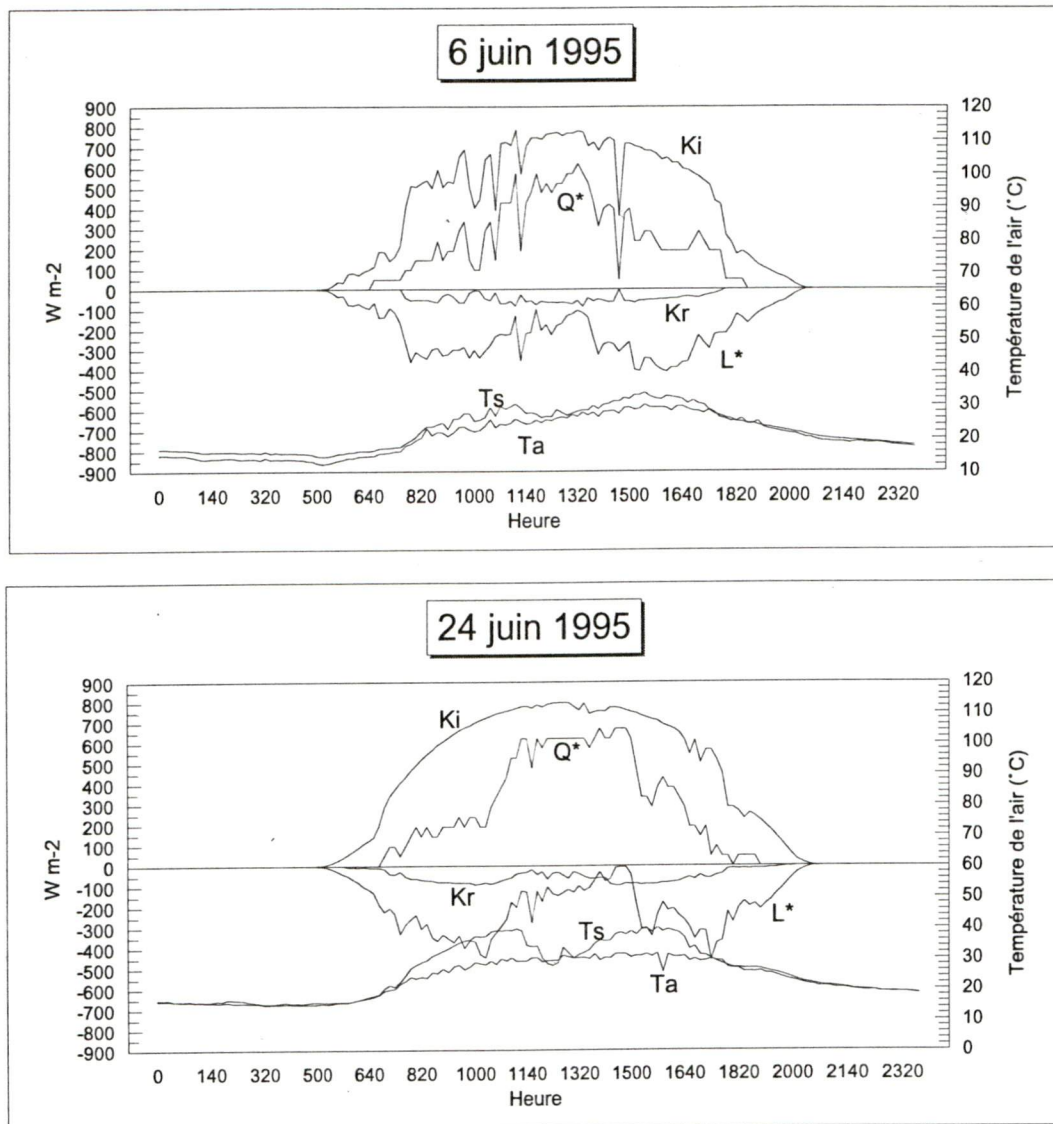 6 juin 1995
900
800
700
600
500
400
300
200
100
0
-100
-200
-300
-400
-500
-600
-700
-800
-900
W m-2
120
110
100
90
80
70
60
50
40
30
20
10
Température de l'air (°C)
Ki
Q*
Kr
L*
Ts
Ta
0 140 320 500 640 820 1000 1140 1320 1500 1640 1820 2000 2140 2320
Heure
24 juin 1995
900
800
700
600
500
400
300
200
100
0
-100
-200
-300
-400
-500
-600
-700
-800
-900
W m-2
120
110
100
90
80
70
60
50
40
30
20
10
0
Température de l'air (°C)
Ki
Q*
Kr
L*
Ts
Ta
0 140 320 500 640 820 1000 1140 1320 1500 1640 1820 2000 2140 2320
Heure